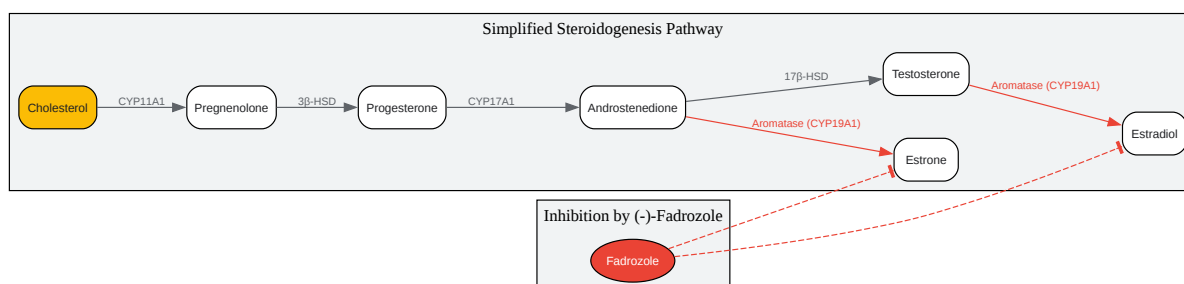 Simplified Steroidogenesis Pathway
Cholesterol
CYP11A1
Pregnenolone
3β-HSD
Progesterone
CYP17A1
Androstenedione
17β-HSD
Testosterone
Aromatase (CYP19A1)
Aromatase (CYP19A1)
Estrone
Estradiol
Inhibition by (-)-Fadrozole
Fadrozole